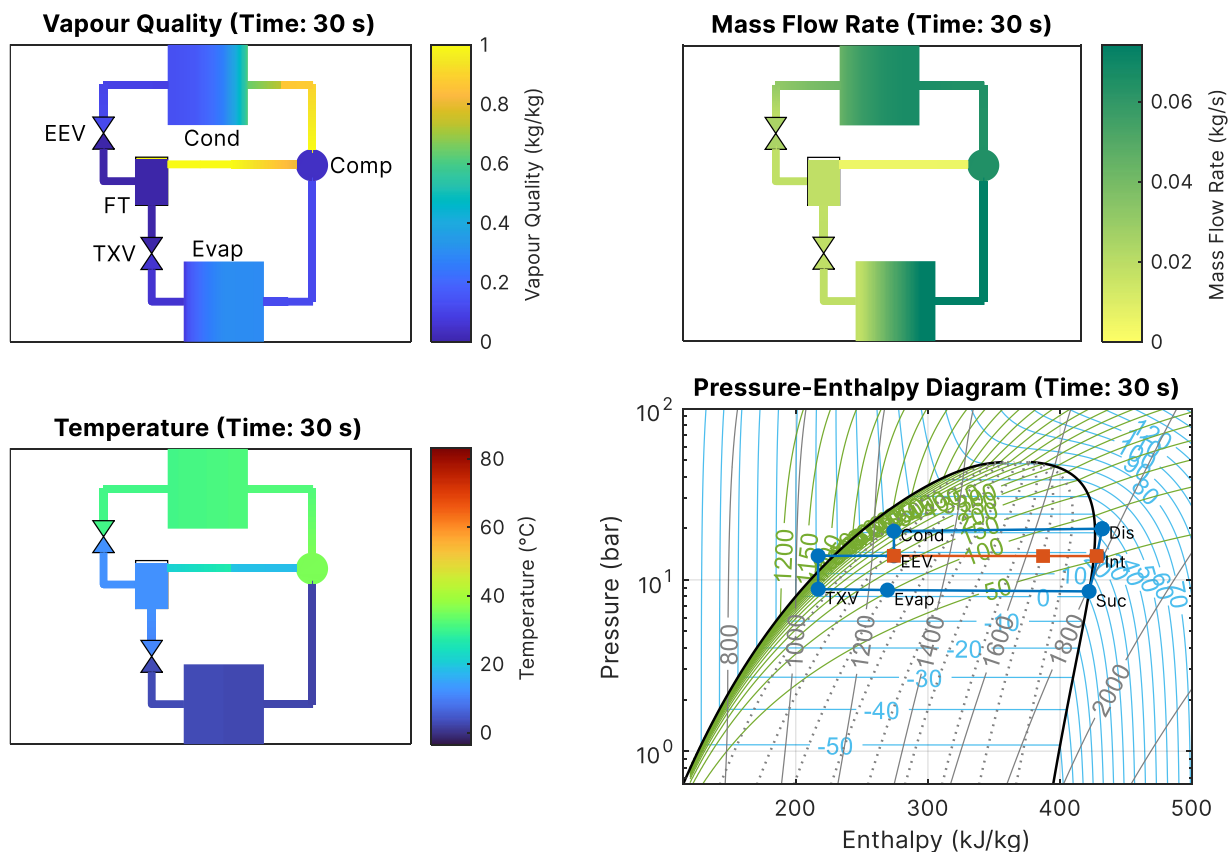 Vapour Quality (Time: 30 s)
EEV
Cond
Comp
FT
TXV
Evap
1
0.8
0.6
0.4
0.2
0
Vapour Quality (kg/kg)
Mass Flow Rate (Time: 30 s)
0.06
0.04
0.02
0
Mass Flow Rate (kg/s)
Temperature (Time: 30 s)
80
60
40
20
0
Temperature (°C)
Pressure-Enthalpy Diagram (Time: 30 s)
10²
10¹
10⁰
Pressure (bar)
1200
150
100
50
Cond
Dis
EEV
Int
TXV
Evap
Suc
10
0
-10
-20
-30
-40
-50
70
800
1000
1200
1400
1600
1800
2000
200
300
400
500
Enthalpy (kJ/kg)